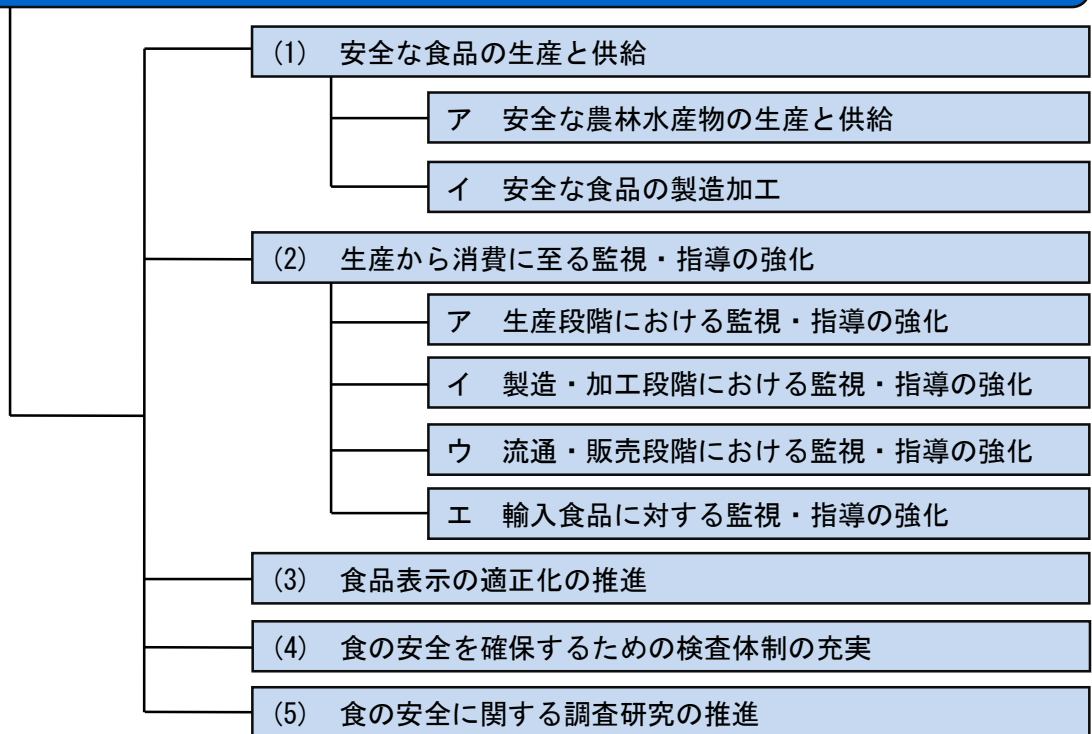 (1) 安全な食品の生産と供給
ア 安全な農林水産物の生産と供給
イ 安全な食品の製造加工
(2) 生産から消費に至る監視・指導の強化
ア 生産段階における監視・指導の強化
イ 製造・加工段階における監視・指導の強化
ウ 流通・販売段階における監視・指導の強化
エ 輸入食品に対する監視・指導の強化
(3) 食品表示の適正化の推進
(4) 食の安全を確保するための検査体制の充実
(5) 食の安全に関する調査研究の推進